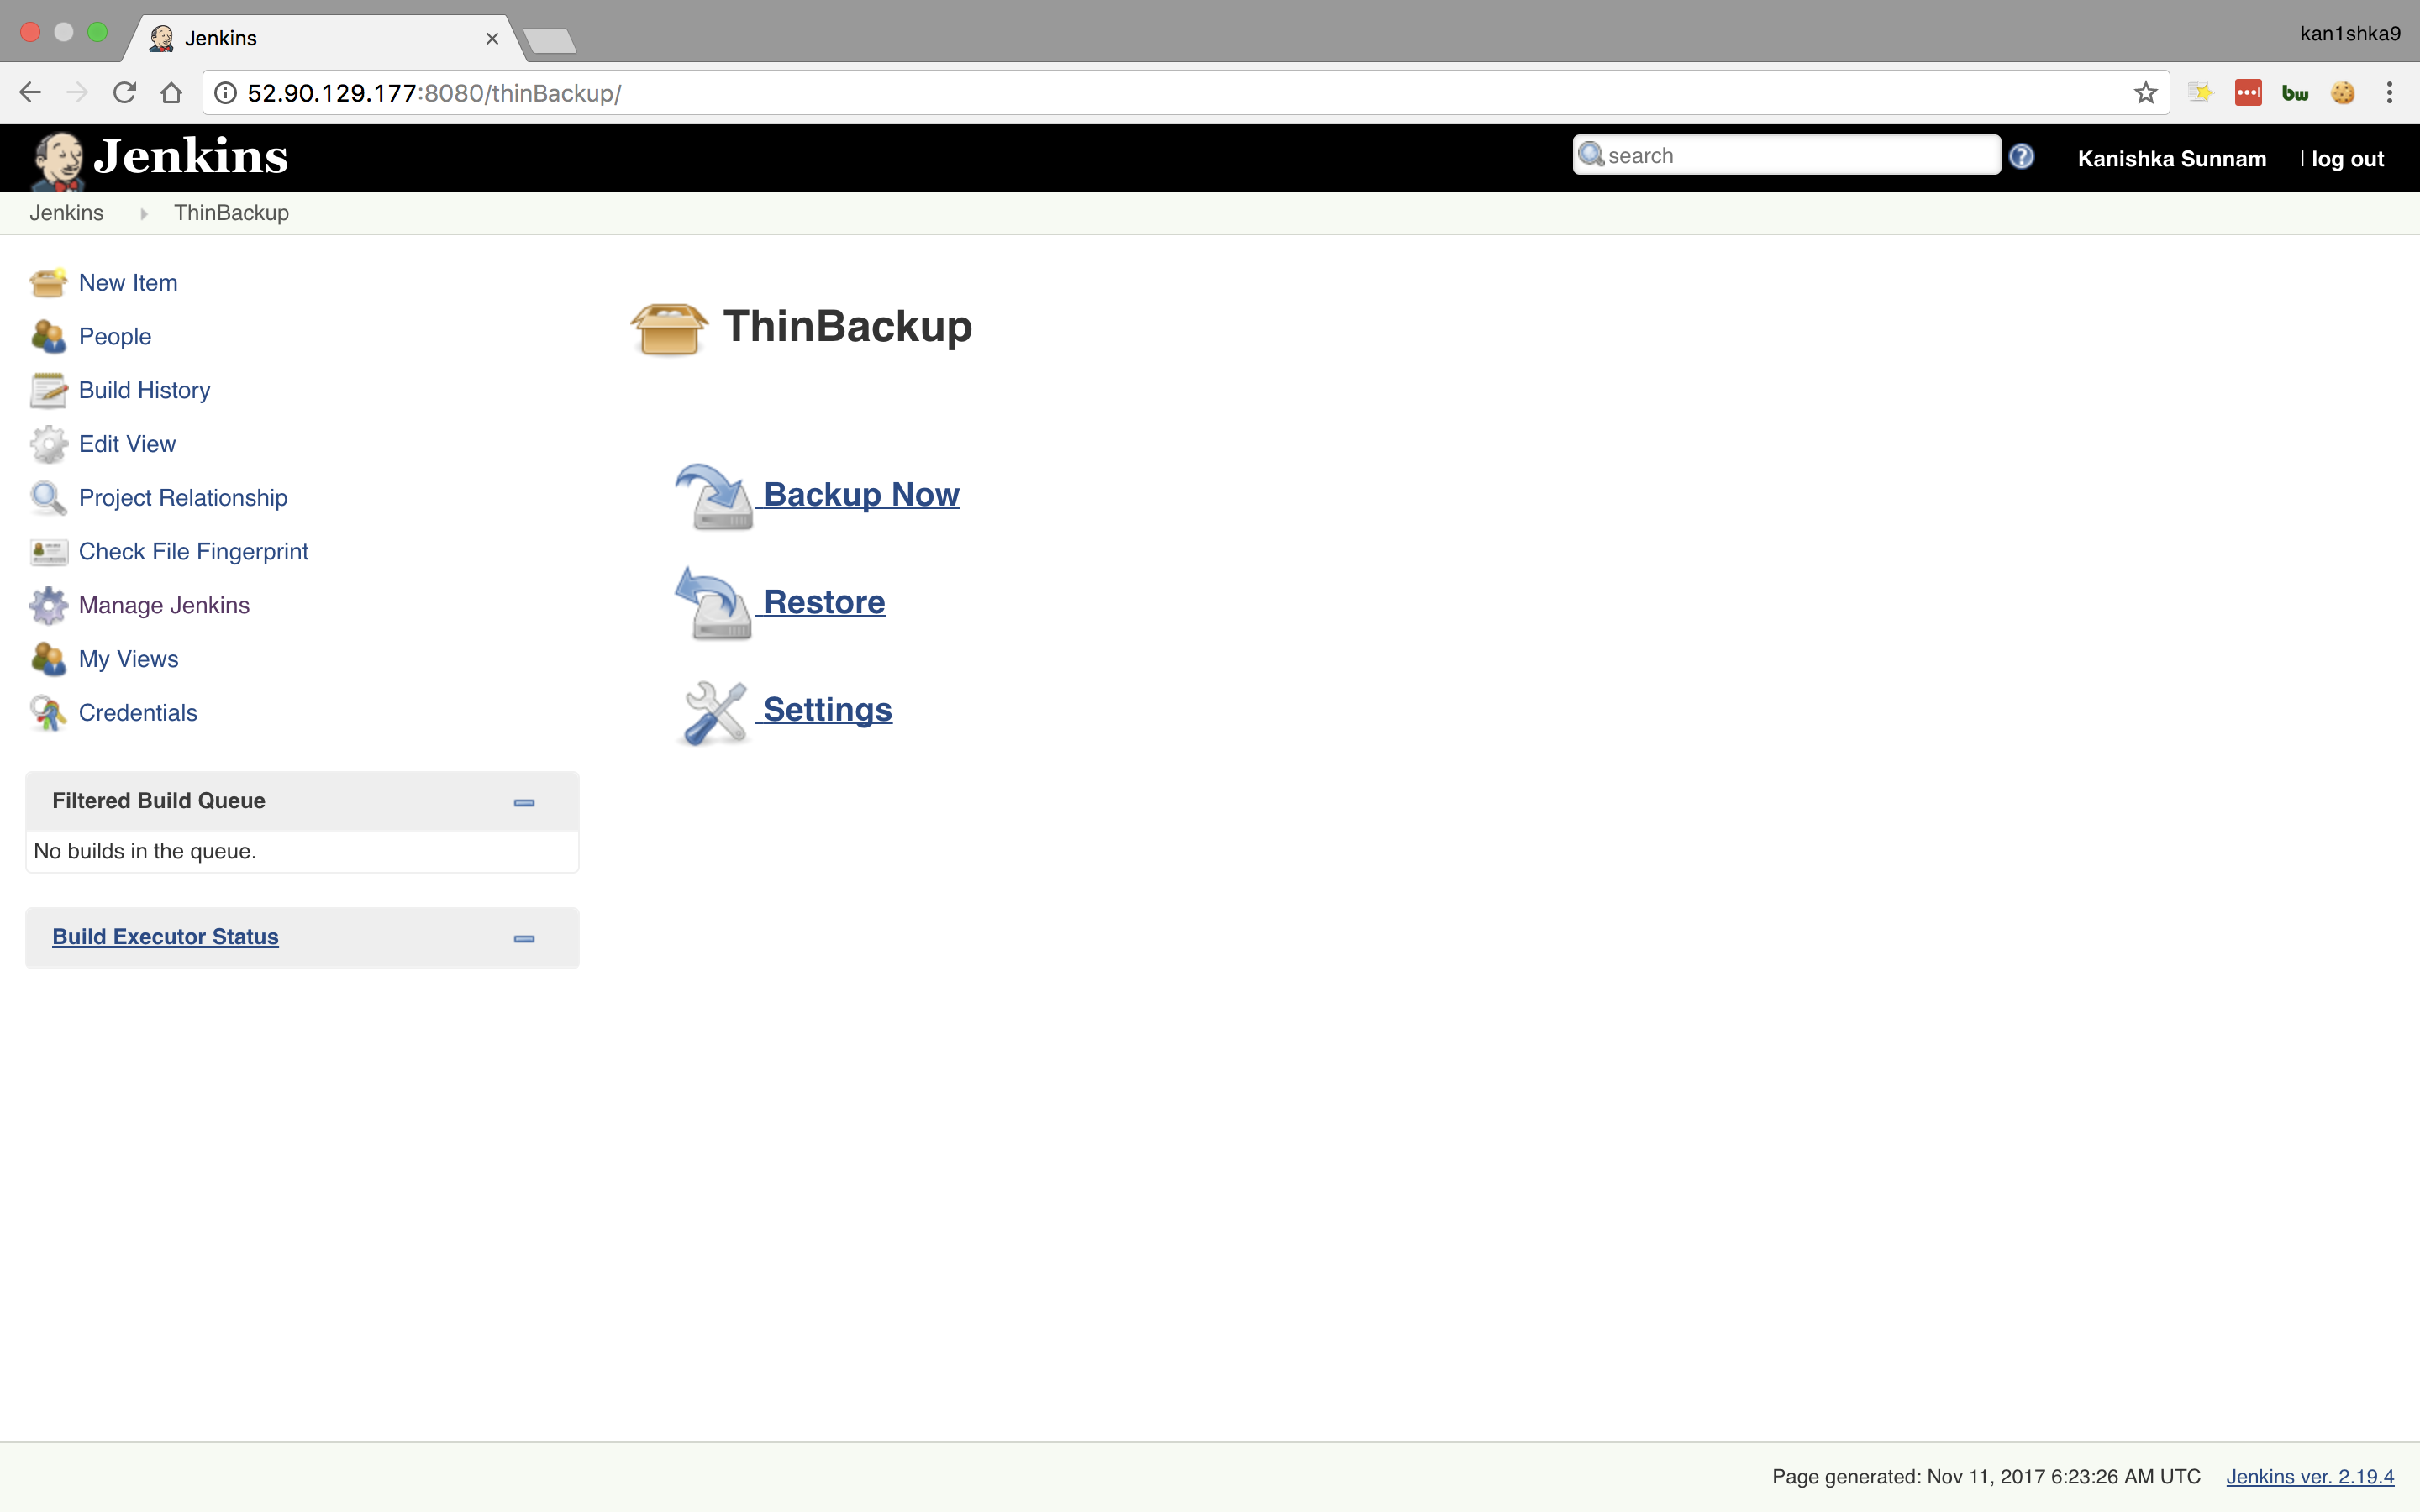 Jenkins
kan1shka9
52.90.129.177:8080/thinBackup/
bw
Jenkins
search
Kanishka Sunnam
| log out
Jenkins
ThinBackup
New Item
People
Build History
Edit View
Project Relationship
Check File Fingerprint
Manage Jenkins
My Views
Credentials
Filtered Build Queue
No builds in the queue.
Build Executor Status
ThinBackup
Backup Now
Restore
Settings
Page generated: Nov 11, 2017 6:23:26 AM UTC
Jenkins ver. 2.19.4